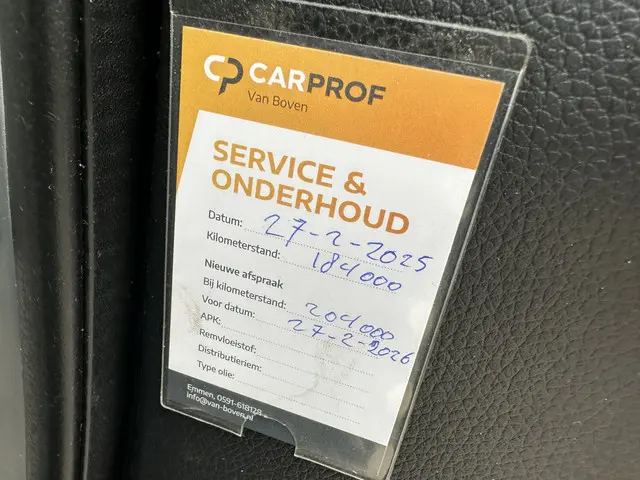 CP CARPROF
Van Boven
SERVICE &
ONDERHOUD
Datum: 27-2-2025
Kilometerstand: 184000
Nieuwe afspraak
Bij kilometerstand: 204000
Voor datum: 27-2-2026
APK:
Remvloeistof:
Distributieriem:
Type olie:
Emmen, 0591-618128
info@van-boven.nl